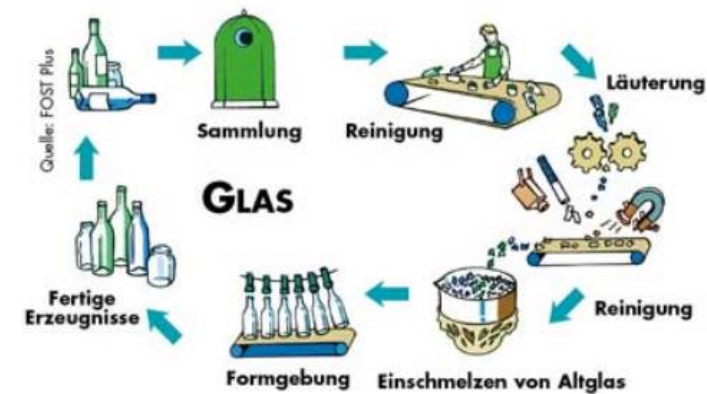 Quelle: FOST Plus
Sammlung
Reinigung
Läuterung
GLAS
Fertige
Erzeugnisse
Formgebung
Einschmelzen von Altglas
Reinigung